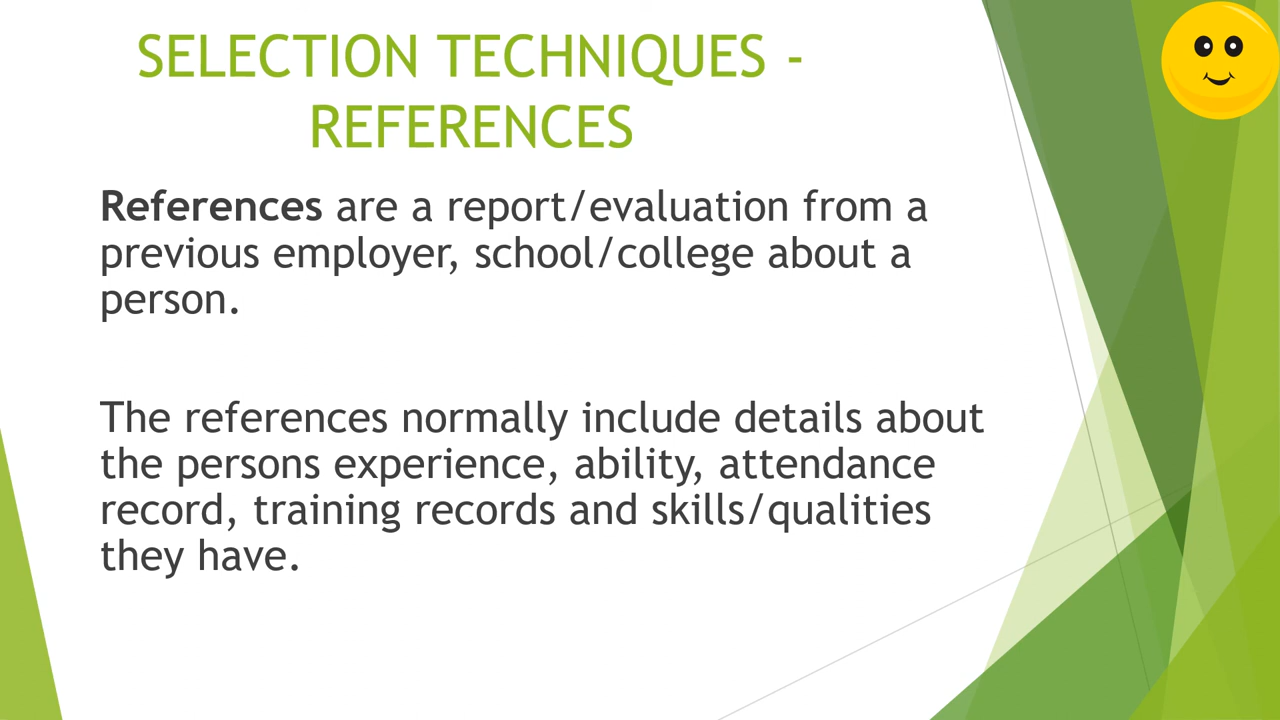 SELECTION TECHNIQUES -
REFERENCES
References are a report/evaluation from a
previous employer, school/college about a
person.
The references normally include details about
the persons experience, ability, attendance
record, training records and skills/qualities
they have.